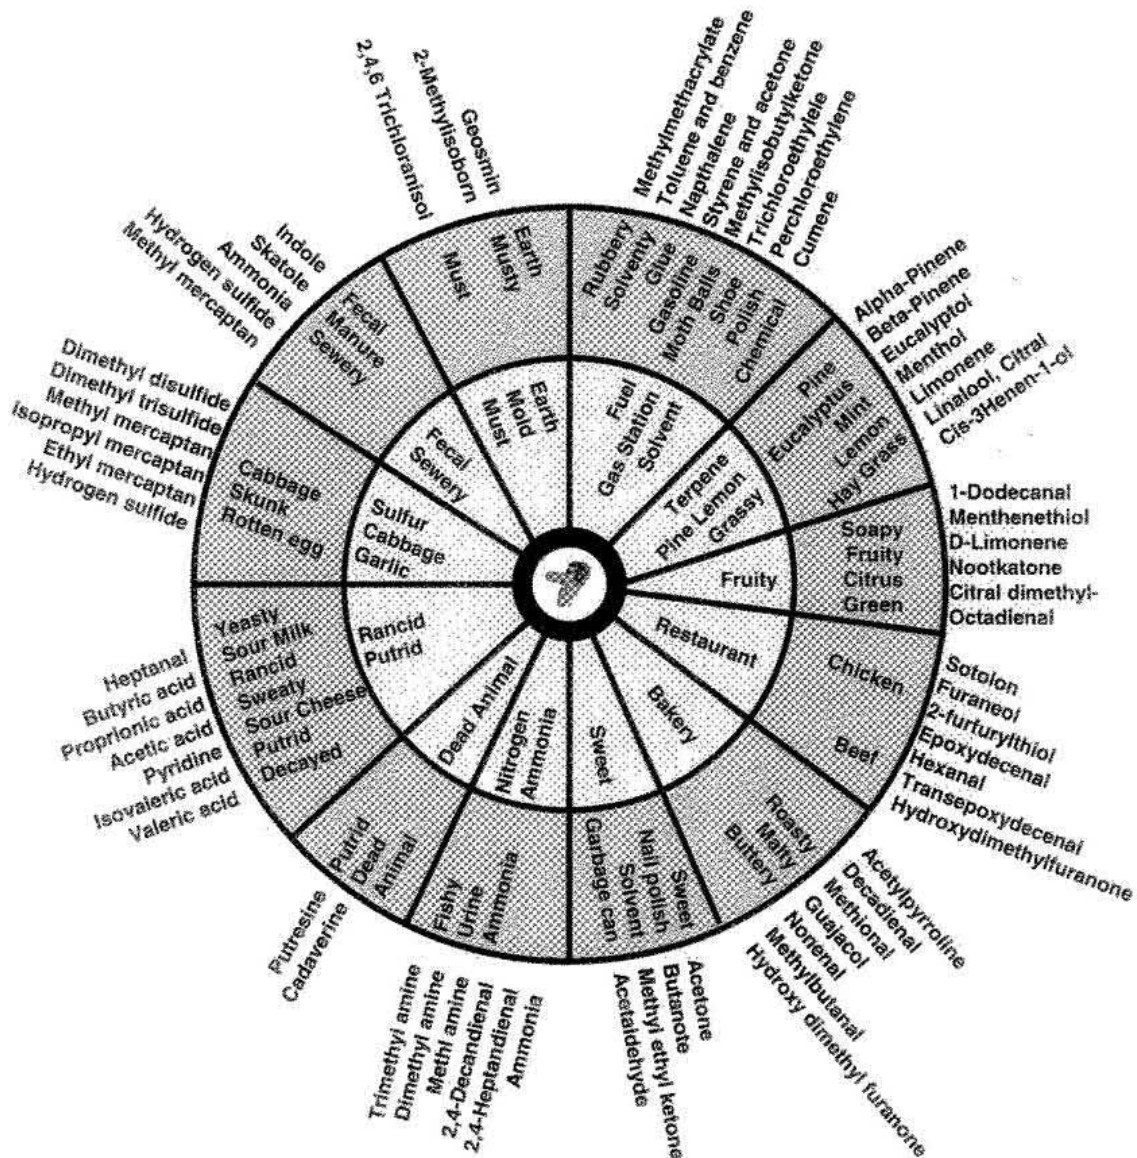 Methylmethacrylate
Toluene and benzene
Napthalene
Styrene and acetone
Methylisobutylketone
Trichloroethylele
Perchloroethylene
Cumene
Rubbery
Solventy
Glue
Gasoline
Moth Balls
Shoe
Polish
Chemical
Fuel
Gas Station
Solvent
Alpha-Pinene
Beta-Pinene
Eucalyptol
Menthol
Limonene
Linalool, Citral
Cis-3Henen-1-ol
Pine
Eucalyptus
Mint
Lemon
Hay Grass
Terpene
Pine Lemon
Grassy
1-Dodecanal
Menthenethiol
D-Limonene
Nootkatone
Citral dimethyl-
Octadienal
Soapy
Fruity
Citrus
Green
Fruity
Sotolon
Furaneol
2-furfurylthiol
Epoxydecenal
Hexanal
Transepoxydecenal
Hydroxydimethylfuranone
Chicken
Beef
Restaurant
Acetylpyrroline
Decadienal
Methional
Guajacol
Nonenal
Methylbutanal
Hydroxy dimethyl furanone
Roasty
Malty
Buttery
Bakery
Acetone
Butanote
Methyl ethyl ketone
Acetaldehyde
Sweet
Nail polish
Solvent
Garbage can
Sweet
Trimethyl amine
Dimethyl amine
Methl amine
2,4-Decandienal
2,4-Heptandienal
Ammonia
Fishy
Urine
Ammonia
Nitrogen
Ammonia
Putresine
Cadaverine
Putrid
Dead
Animal
Dead Animal
Heptanal
Butyric acid
Proprionic acid
Acetic acid
Pyridine
Isovaleric acid
Valeric acid
Yeasty
Sour Milk
Rancid
Sweaty
Sour Cheese
Putrid
Decayed
Rancid
Putrid
Dimethyl disulfide
Dimethyl trisulfide
Methyl mercaptan
isopropyl mercaptan
Ethyl mercaptan
Hydrogen sulfide
Cabbage
Skunk
Rotten egg
Sulfur
Cabbage
Garlic
Indole
Skatole
Ammonia
Hydrogen sulfide
Methyl mercaptan
Fecal
Manure
Sewery
Fecal
Sewery
Geosmin
2-Methylisoborn
2,4,6 Trichloranisol
Earth
Musty
Must
Earth
Mold
Must